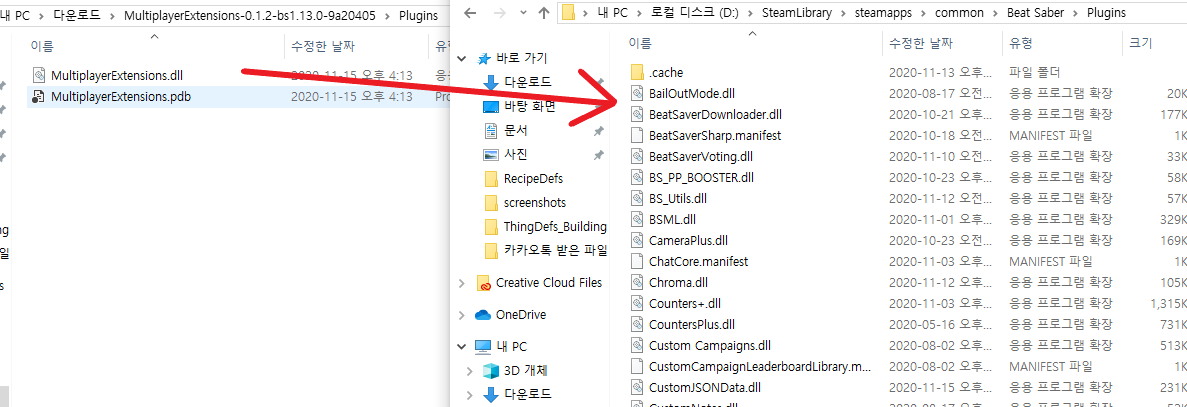 내 PC > 다운로드 > MultiplayerExtensions-0.1.2-bs1.13.0-9a20405 > Plugins
이름 수정한 날짜
MultiplayerExtensions.dll 2020-11-15 오후 4:13
MultiplayerExtensions.pdb 2020-11-15 오후 4:13
내 PC > 로컬 디스크 (D:) > SteamLibrary > steamapps > common > Beat Saber > Plugins
바로 가기
다운로드
바탕 화면
문서
사진
RecipeDefs
screenshots
ThingDefs_Building
카카오톡 받은 파일
Creative Cloud Files
OneDrive
내 PC
3D 개체
다운로드
이름 수정한 날짜 유형 크기
.cache 2020-11-13 오후... 파일 폴더
BailOutMode.dll 2020-08-17 오전... 응용 프로그램 확장 20K
BeatSaverDownloader.dll 2020-10-21 오후... 응용 프로그램 확장 177K
BeatSaverSharp.manifest 2020-10-18 오후... MANIFEST 파일 1K
BeatSaverVoting.dll 2020-11-10 오후... 응용 프로그램 확장 33K
BS_PP_BOOSTER.dll 2020-10-23 오후... 응용 프로그램 확장 58K
BS_Utils.dll 2020-11-12 오전... 응용 프로그램 확장 57K
BSML.dll 2020-11-01 오후... 응용 프로그램 확장 329K
CameraPlus.dll 2020-10-23 오전... 응용 프로그램 확장 169K
ChatCore.manifest 2020-11-03 오후... MANIFEST 파일 1K
Chroma.dll 2020-11-12 오후... 응용 프로그램 확장 105K
Counters+.dll 2020-11-03 오후... 응용 프로그램 확장 1,315K
CountersPlus.dll 2020-05-16 오후... 응용 프로그램 확장 731K
Custom Campaigns.dll 2020-08-02 오후... 응용 프로그램 확장 513K
CustomCampaignLeaderboardLibrary.m... 2020-08-02 오후... MANIFEST 파일 1K
CustomJSONData.dll 2020-11-15 오후... 응용 프로그램 확장 231K